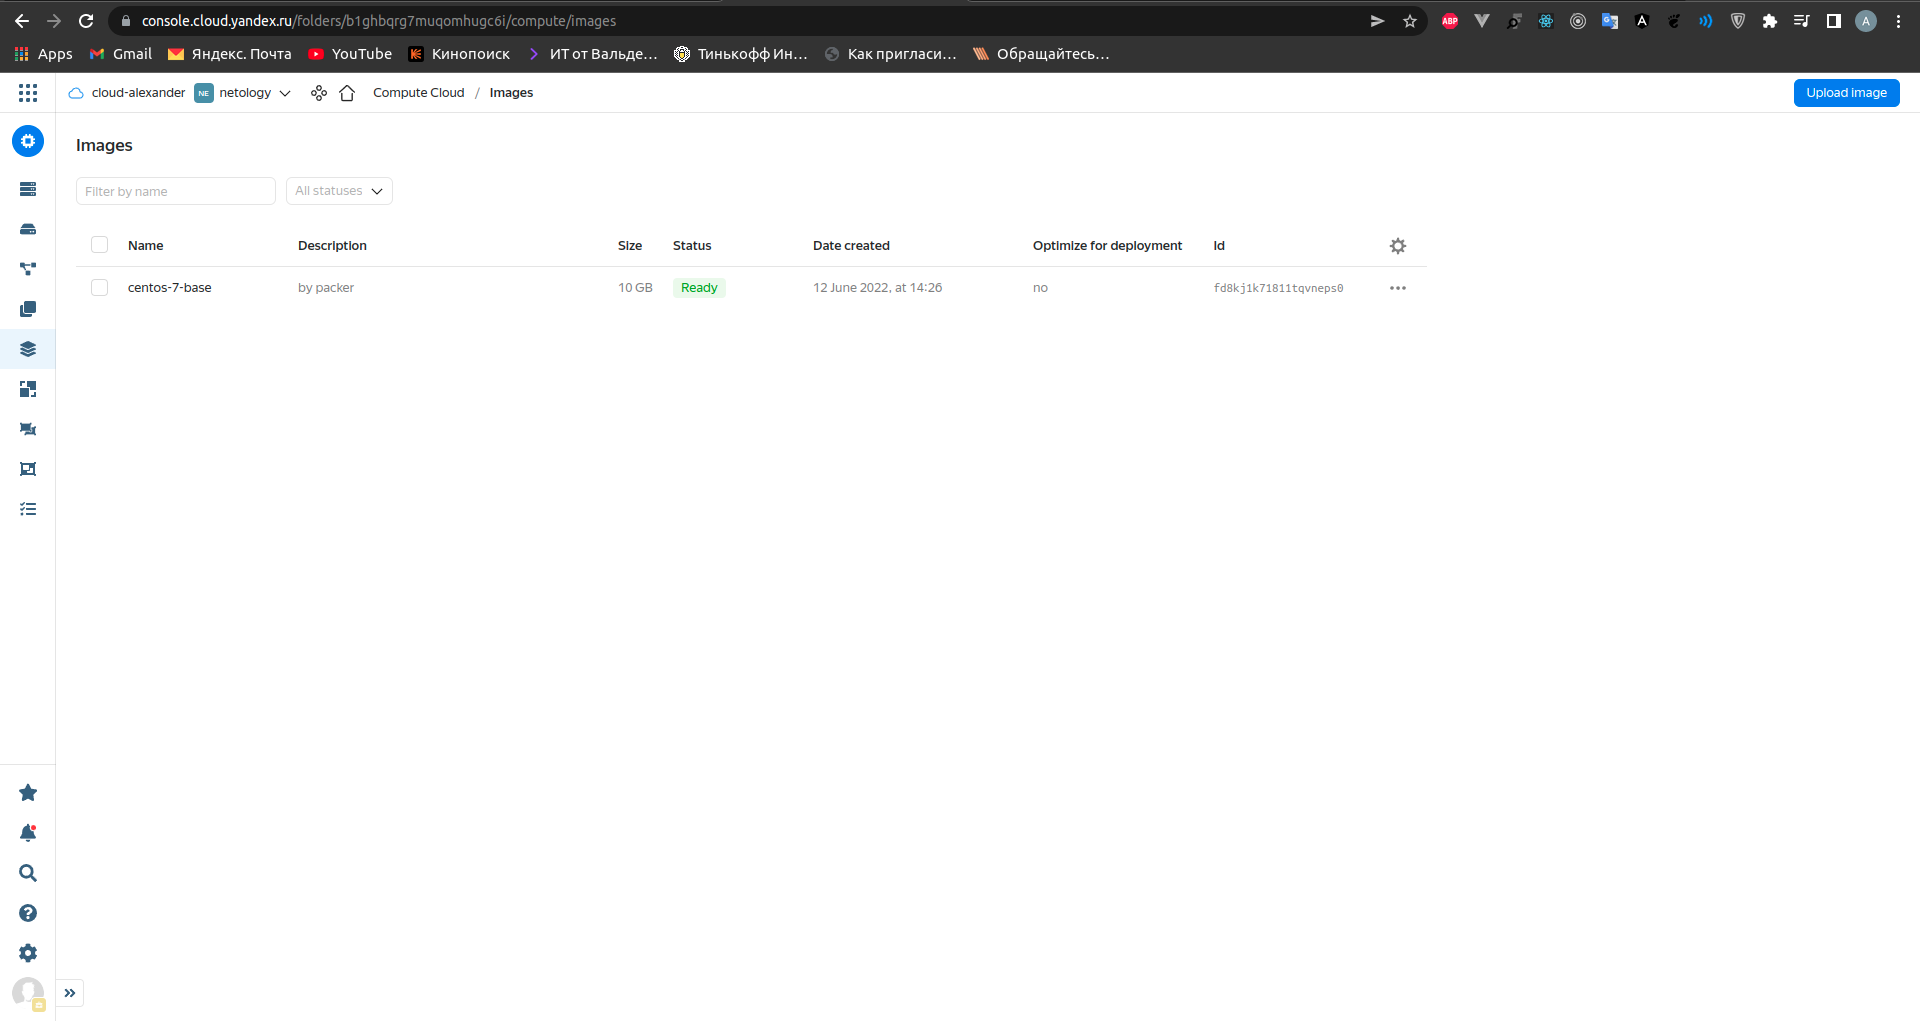 console.cloud.yandex.ru/folders/b1ghbqrg7muqomhugc6i/compute/images
ABP
A
A
Apps Gmail Яндекс.Почта YouTube Кинопоиск ИТ от Вальде... Тинькофф Ин... Как пригласи... Обращайтесь...
cloud-alexander NE netology Compute Cloud / Images Upload image
Images
Filter by name All statuses
Name Description Size Status Date created Optimize for deployment Id
centos-7-base by packer 10 GB Ready 12 June 2022, at 14:26 no fd8kj1k71811tqvneps0